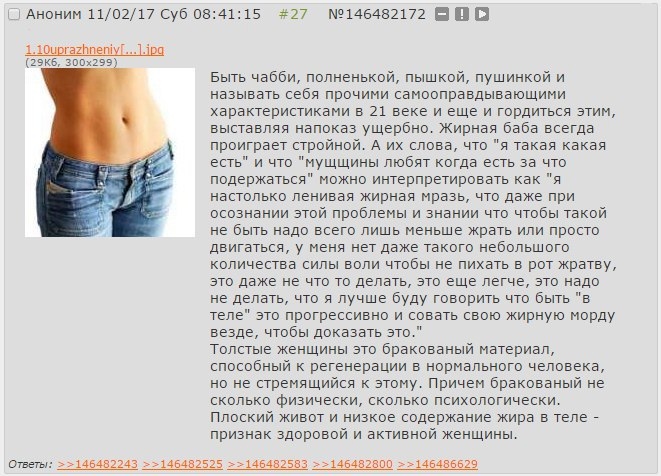 Аноним 11/02/17 Суб 08:41:15 #27 №146482172
1.10uprazhneniy[...].jpg
(29Кб, 300x299)
Быть чабби, полненькой, пышкой, пушинкой и
называть себя прочими самооправдывающими
характеристиками в 21 веке и еще и гордиться этим,
выставляя напоказ ущербно. Жирная баба всегда
проиграет стройной. А их слова, что "я такая какая
есть" и что "мущщины любят когда есть за что
подержаться" можно интерпретировать как "я
настолько ленивая жирная мразь, что даже при
осознании этой проблемы и знании что чтобы такой
не быть надо всего лишь меньше жрать или просто
двигаться, у меня нет даже такого небольшого
количества силы воли чтобы не пихать в рот жратву,
это даже не что то делать, это еще легче, это надо
не делать, что я лучше буду говорить что быть "в
теле" это прогрессивно и совать свою жирную морду
везде, чтобы доказать это."
Толстые женщины это бракованый материал,
способный к регенерации в нормального человека,
но не стремящийся к этому. Причем бракованый не
сколько физически, сколько психологически.
Плоский живот и низкое содержание жира в теле -
признак здоровой и активной женщины.
Ответы: >>146482243 >>146482525 >>146482583 >>146482800 >>146486629